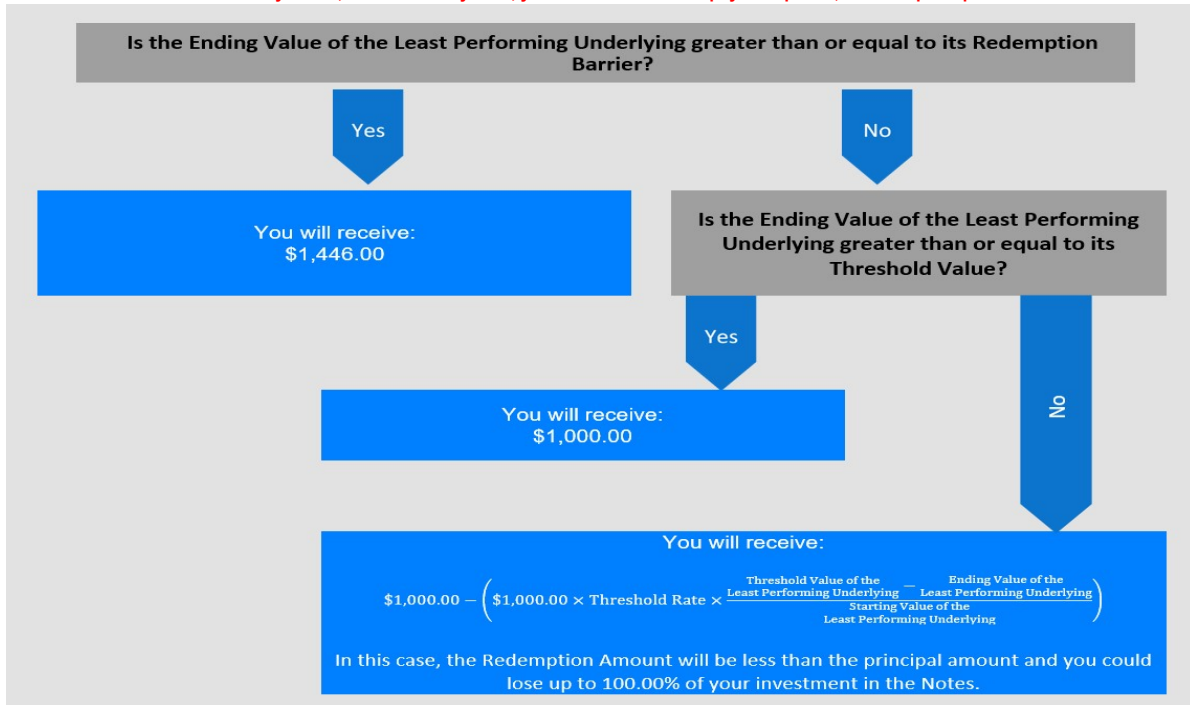 Is the Ending Value of the Least Performing Underlying greater than or equal to its Redemption
Barrier?
Yes
No
You will receive:
$1,446.00
Is the Ending Value of the Least Performing
Underlying greater than or equal to its
Threshold Value?
Yes
No
You will receive:
$1,000.00
You will receive:
$1,000.00 − ($1,000.00 × Threshold Rate × (Threshold Value of the Least Performing Underlying − Ending Value of the Least Performing Underlying) / Starting Value of the Least Performing Underlying)
In this case, the Redemption Amount will be less than the principal amount and you could
lose up to 100.00% of your investment in the Notes.